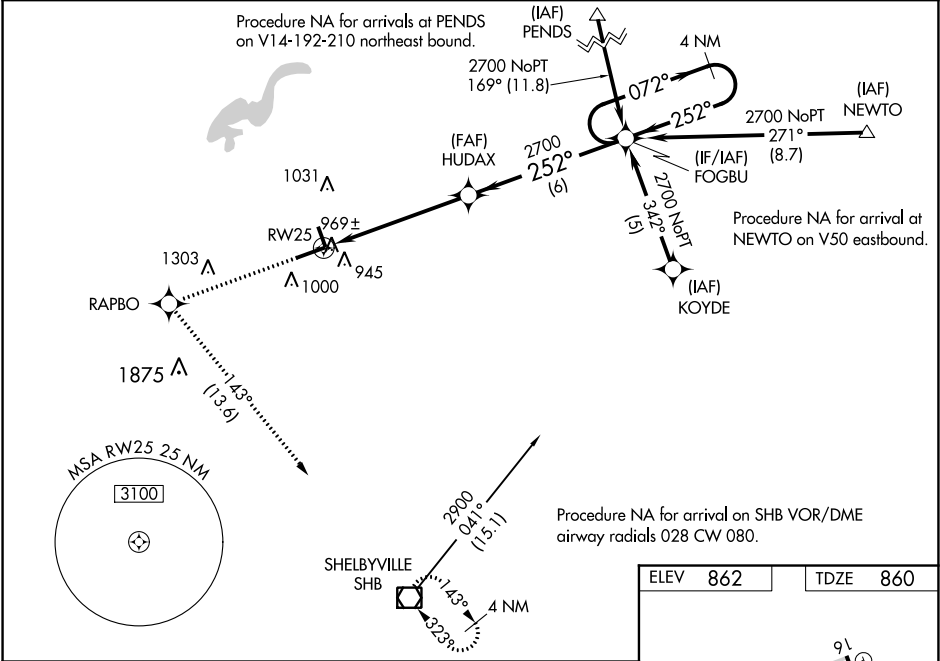 Procedure NA for arrivals at PENDS
on V14-192-210 northeast bound.
(IAF)
PENDS
4 NM
2700 NoPT
169° (11.8)
072°
252°
(IAF)
NEWTO
2700 NoPT
271°
(8.7)
(FAF)
HUDAX
2700
252°
(6)
(IF/IAF)
FOGBU
2700 NoPT
342°
(5)
Procedure NA for arrival at
NEWTO on V50 eastbound.
1031
969±
RW25
945
1303
1000
(IAF)
KOYDE
RAPBO
1875
143°
(13.6)
MSA RW25 25 NM
3100
2900
041°
(15.1)
Procedure NA for arrival on SHB VOR/DME
airway radials 028 CW 080.
SHELBYVILLE
SHB
143°
4 NM
323°
ELEV 862
TDZE 860
16